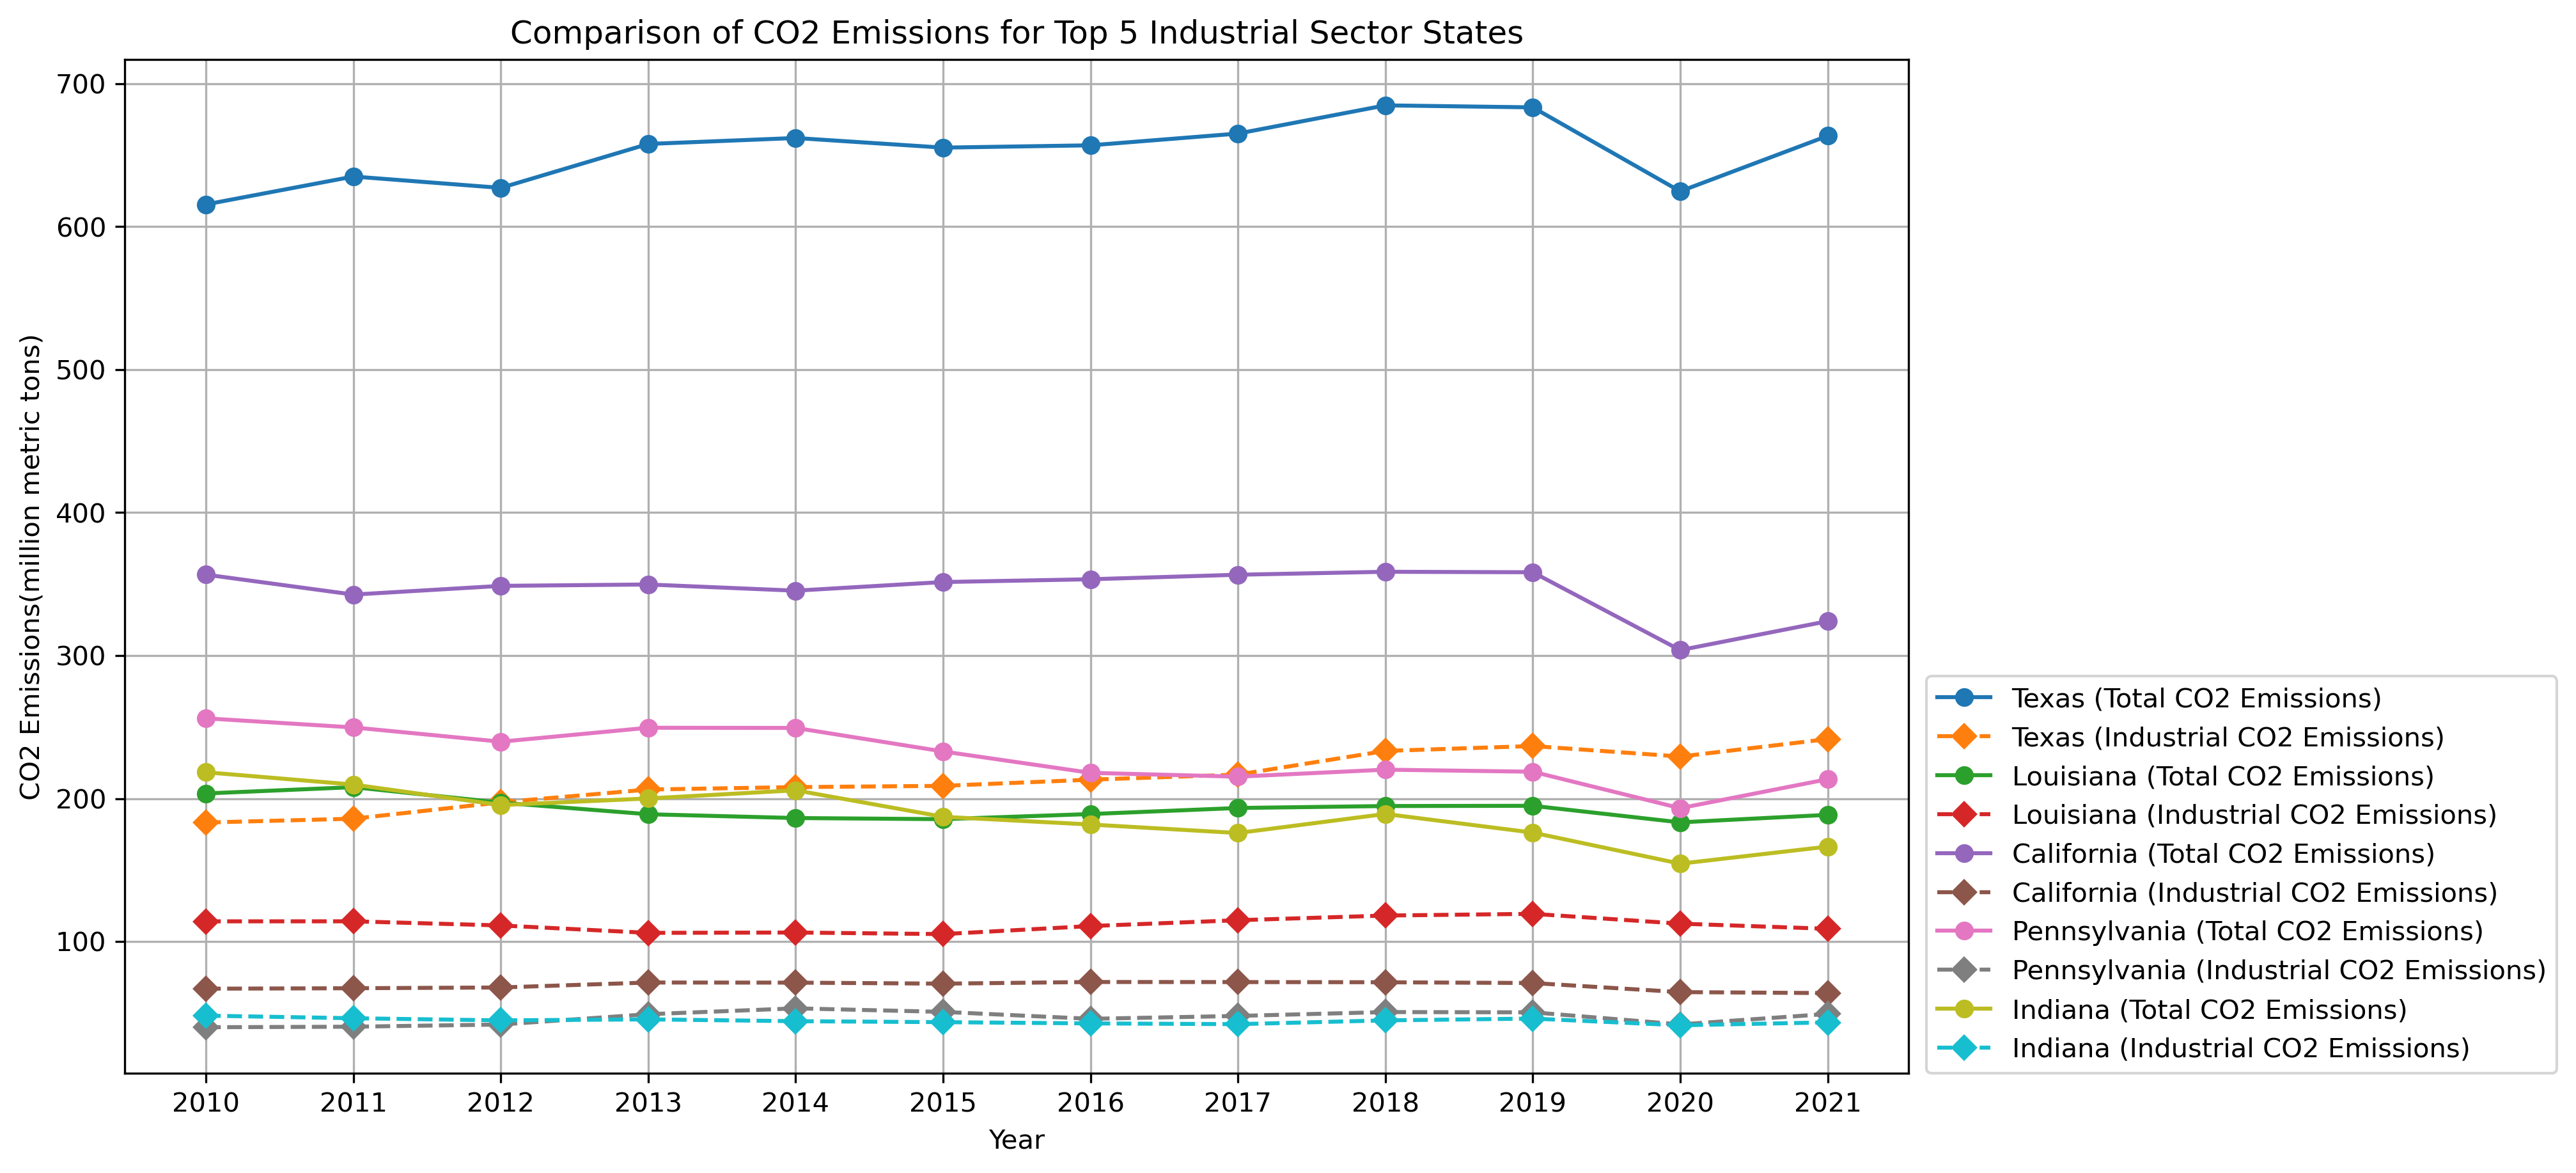 Comparison of CO2 Emissions for Top 5 Industrial Sector States
CO2 Emissions(million metric tons)
700
600
500
400
300
200
100
2010 2011 2012 2013 2014 2015 2016 2017 2018 2019 2020 2021
Year
Texas (Total CO2 Emissions)
Texas (Industrial CO2 Emissions)
Louisiana (Total CO2 Emissions)
Louisiana (Industrial CO2 Emissions)
California (Total CO2 Emissions)
California (Industrial CO2 Emissions)
Pennsylvania (Total CO2 Emissions)
Pennsylvania (Industrial CO2 Emissions)
Indiana (Total CO2 Emissions)
Indiana (Industrial CO2 Emissions)